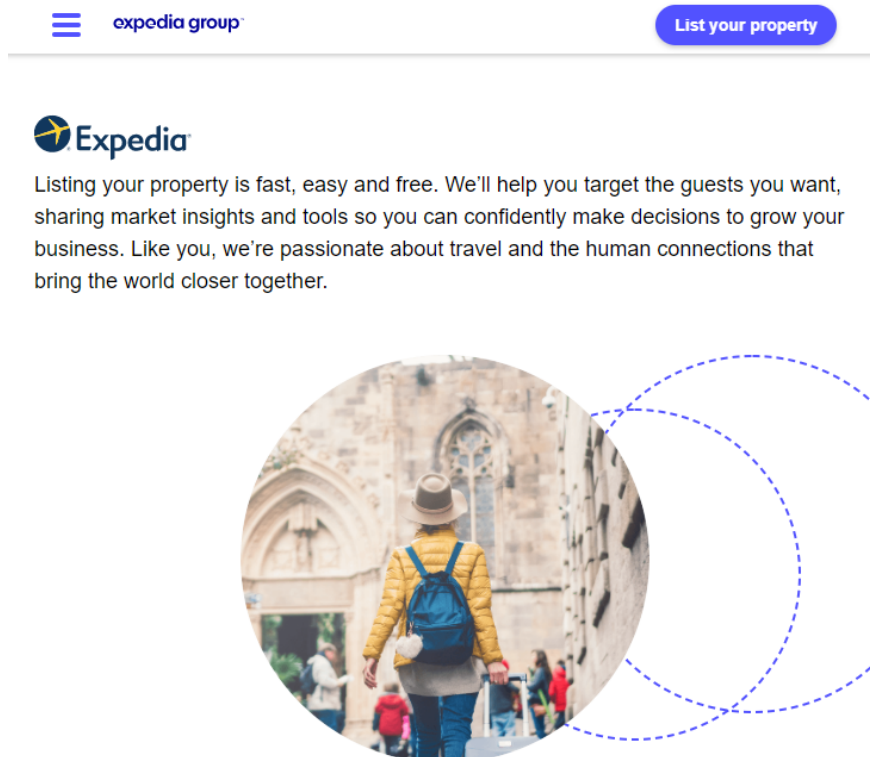 expedia group™
List your property
Expedia
Listing your property is fast, easy and free. We’ll help you target the guests you want,
sharing market insights and tools so you can confidently make decisions to grow your
business. Like you, we’re passionate about travel and the human connections that
bring the world closer together.